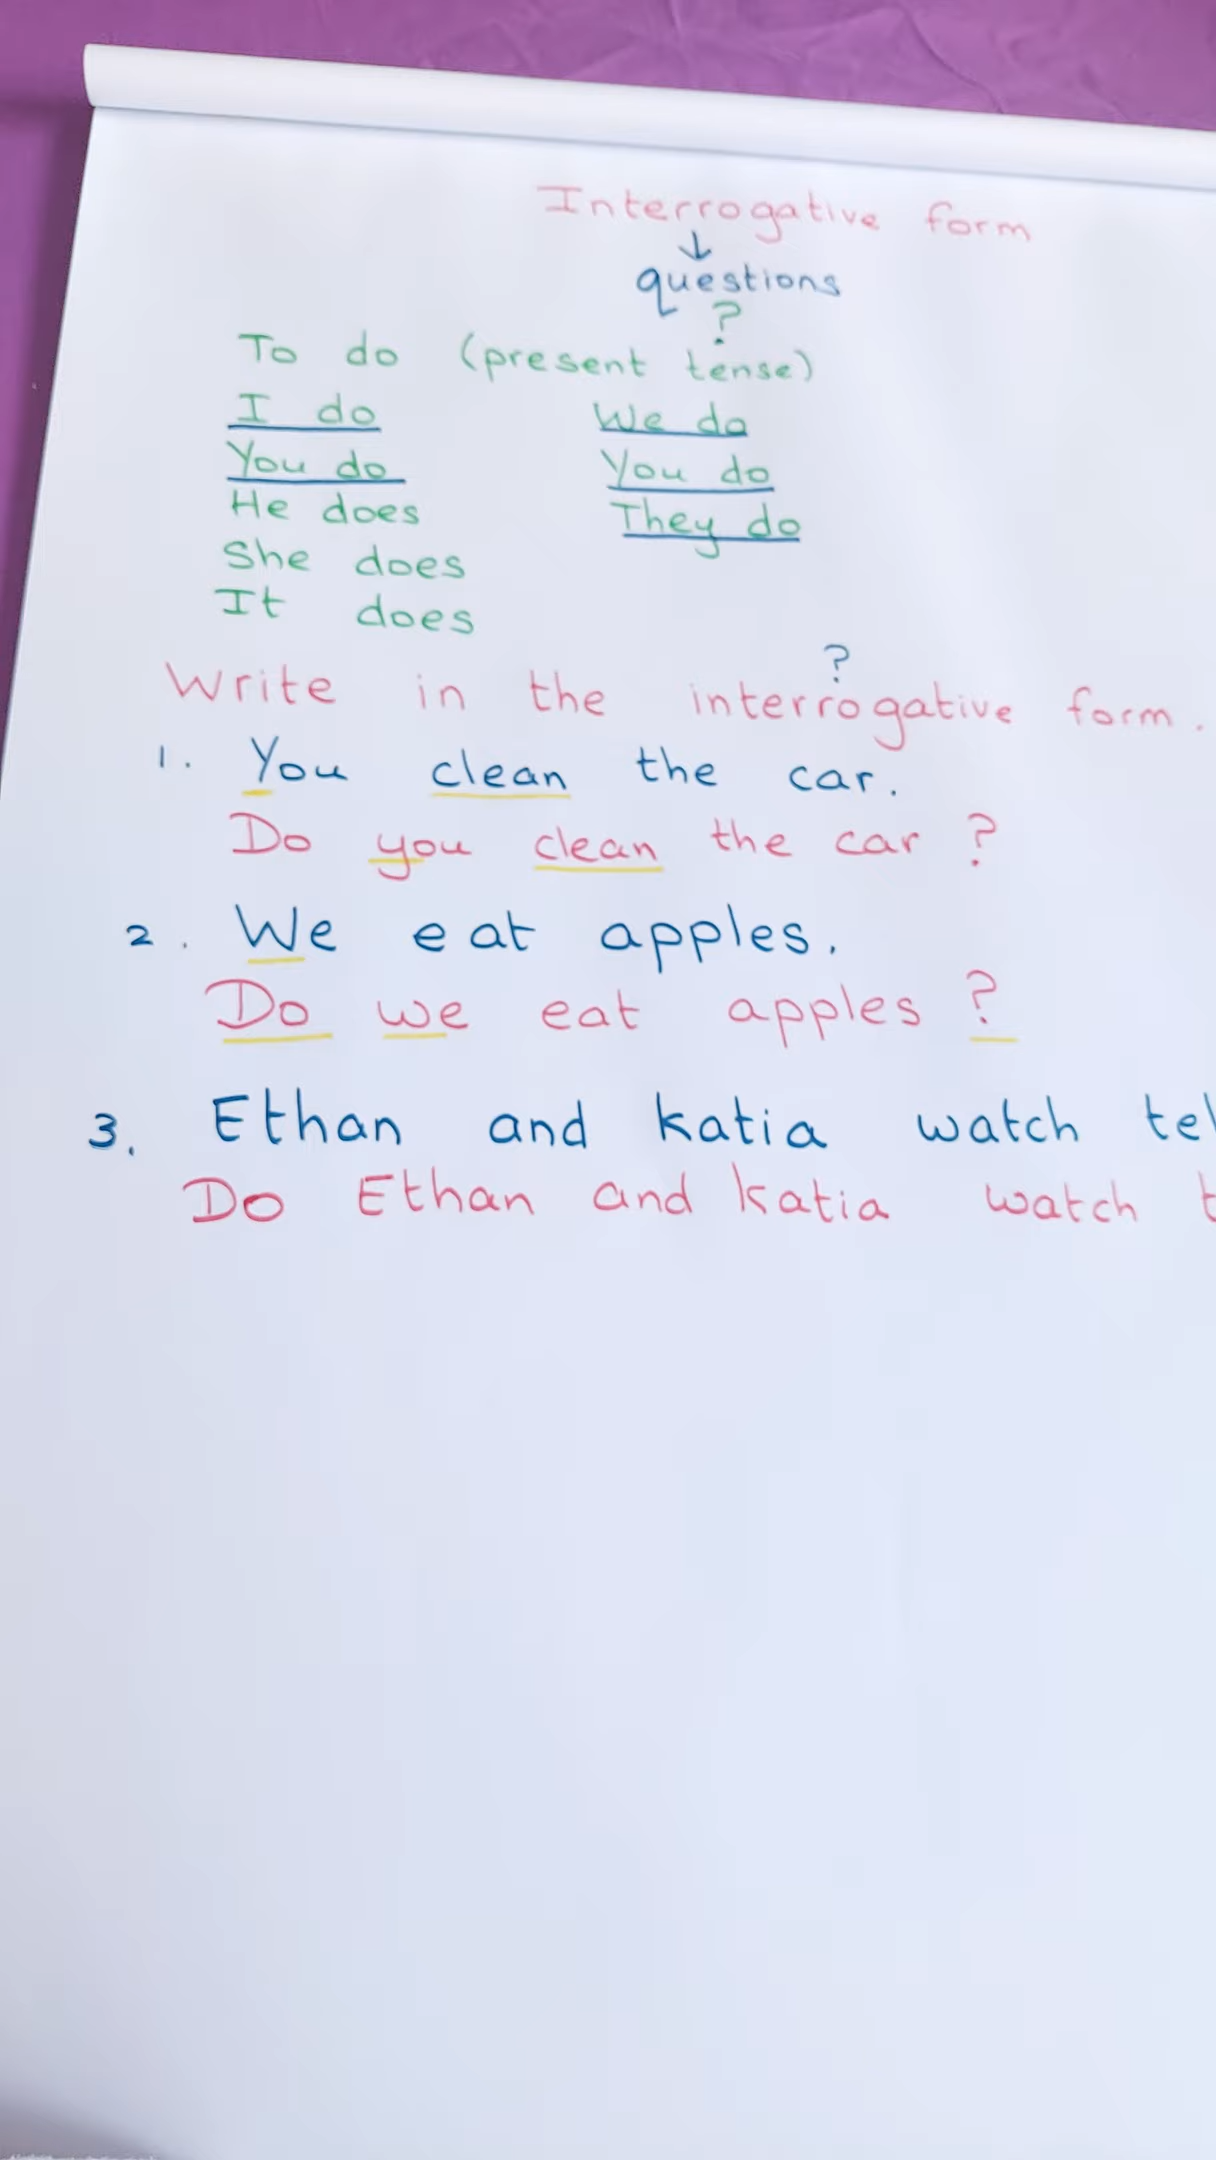 Interrogative form
↓
questions
?
To do (present tense)
I do We do
You do You do
He does They do
She does
It does
?
Write in the interrogative form.
1. You clean the car.
Do you clean the car ?
2. We eat apples.
Do we eat apples ?
3. Ethan and Katia watch tel
Do Ethan and Katia watch t